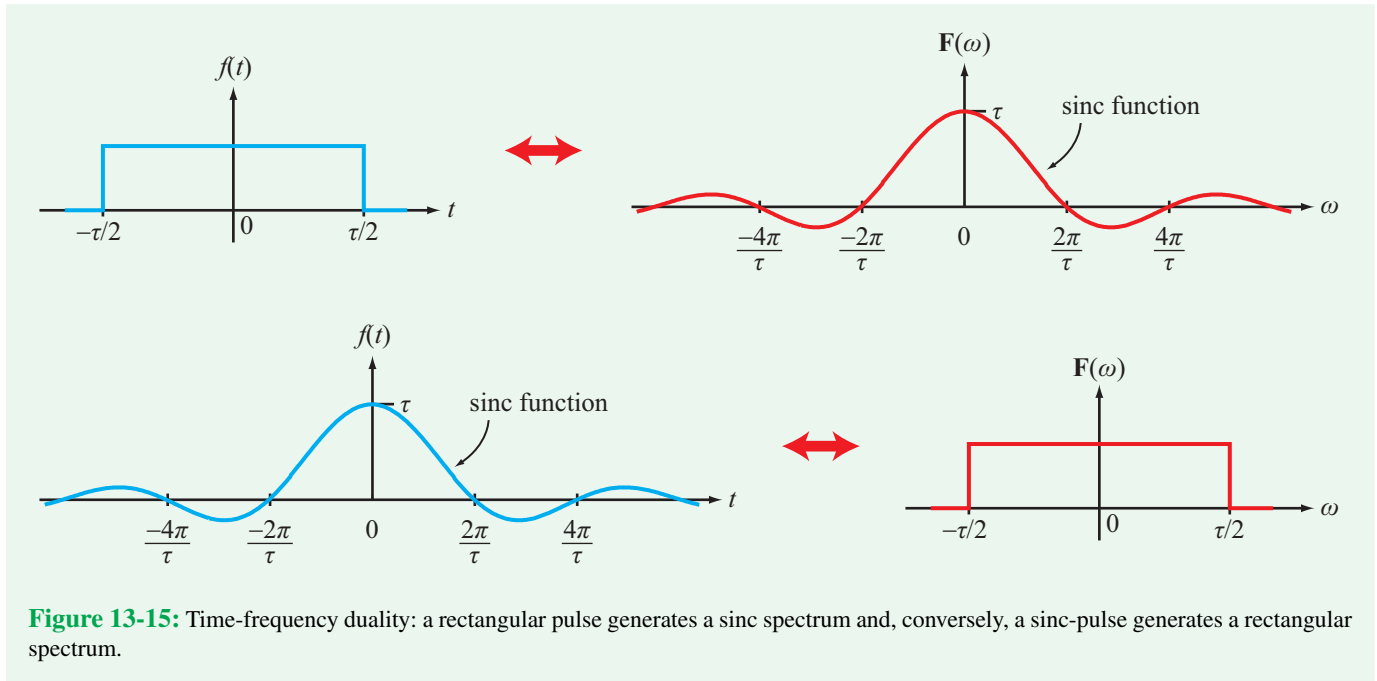 f(t)
t
−τ/2
0
τ/2
F(ω)
τ
sinc function
ω
−4π/τ
−2π/τ
0
2π/τ
4π/τ
f(t)
τ
sinc function
t
−4π/τ
−2π/τ
0
2π/τ
4π/τ
F(ω)
ω
−τ/2
0
τ/2
Figure 13-15: Time-frequency duality: a rectangular pulse generates a sinc spectrum and, conversely, a sinc-pulse generates a rectangular
spectrum.